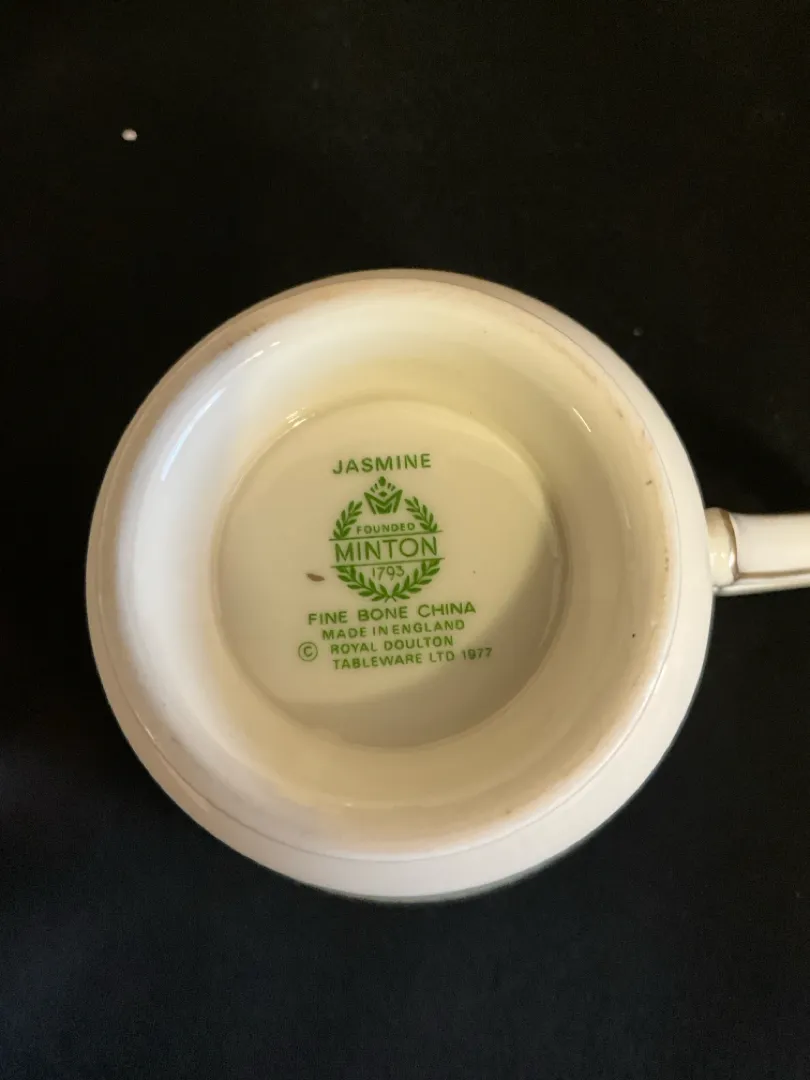 JASMINE
FOUNDED
MINTON
1793
FINE BONE CHINA
MADE IN ENGLAND
© ROYAL DOULTON
TABLEWARE LTD 1977